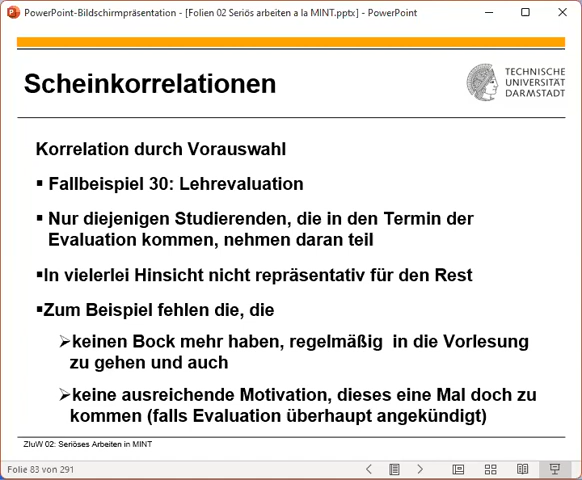 PowerPoint-Bildschirmpräsentation - [Folien 02 Seriös arbeiten a la MINT.pptx] - PowerPoint
Scheinkorrelationen
TECHNISCHE
UNIVERSITÄT
DARMSTADT
Korrelation durch Vorauswahl
▪ Fallbeispiel 30: Lehrevaluation
▪ Nur diejenigen Studierenden, die in den Termin der
Evaluation kommen, nehmen daran teil
▪In vielerlei Hinsicht nicht repräsentativ für den Rest
▪Zum Beispiel fehlen die, die
➢keinen Bock mehr haben, regelmäßig in die Vorlesung
zu gehen und auch
➢keine ausreichende Motivation, dieses eine Mal doch zu
kommen (falls Evaluation überhaupt angekündigt)
ZIuW 02: Seriöses Arbeiten in MINT
Folie 83 von 291